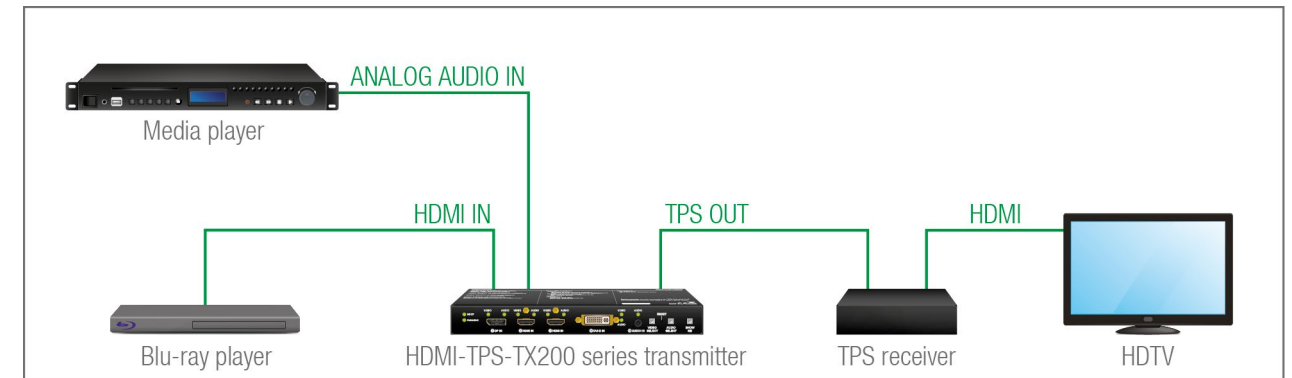 ANALOG AUDIO IN
Media player
HDMI IN
TPS OUT
HDMI
Blu-ray player
HDMI-TPS-TX200 series transmitter
TPS receiver
HDTV